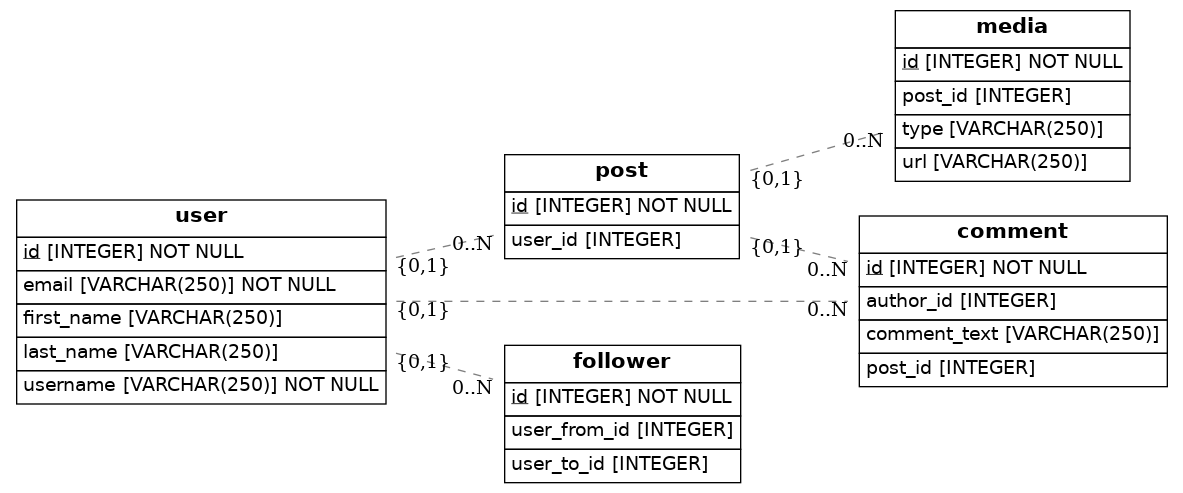 media
id [INTEGER] NOT NULL
post_id [INTEGER]
type [VARCHAR(250)]
url [VARCHAR(250)]
0..N
{0,1}
post
id [INTEGER] NOT NULL
user_id [INTEGER]
user
id [INTEGER] NOT NULL
email [VARCHAR(250)] NOT NULL
first_name [VARCHAR(250)]
last_name [VARCHAR(250)]
username [VARCHAR(250)] NOT NULL
0..N
{0,1}
{0,1}
0..N
comment
id [INTEGER] NOT NULL
author_id [INTEGER]
comment_text [VARCHAR(250)]
post_id [INTEGER]
{0,1}
0..N
{0,1}
0..N
follower
id [INTEGER] NOT NULL
user_from_id [INTEGER]
user_to_id [INTEGER]